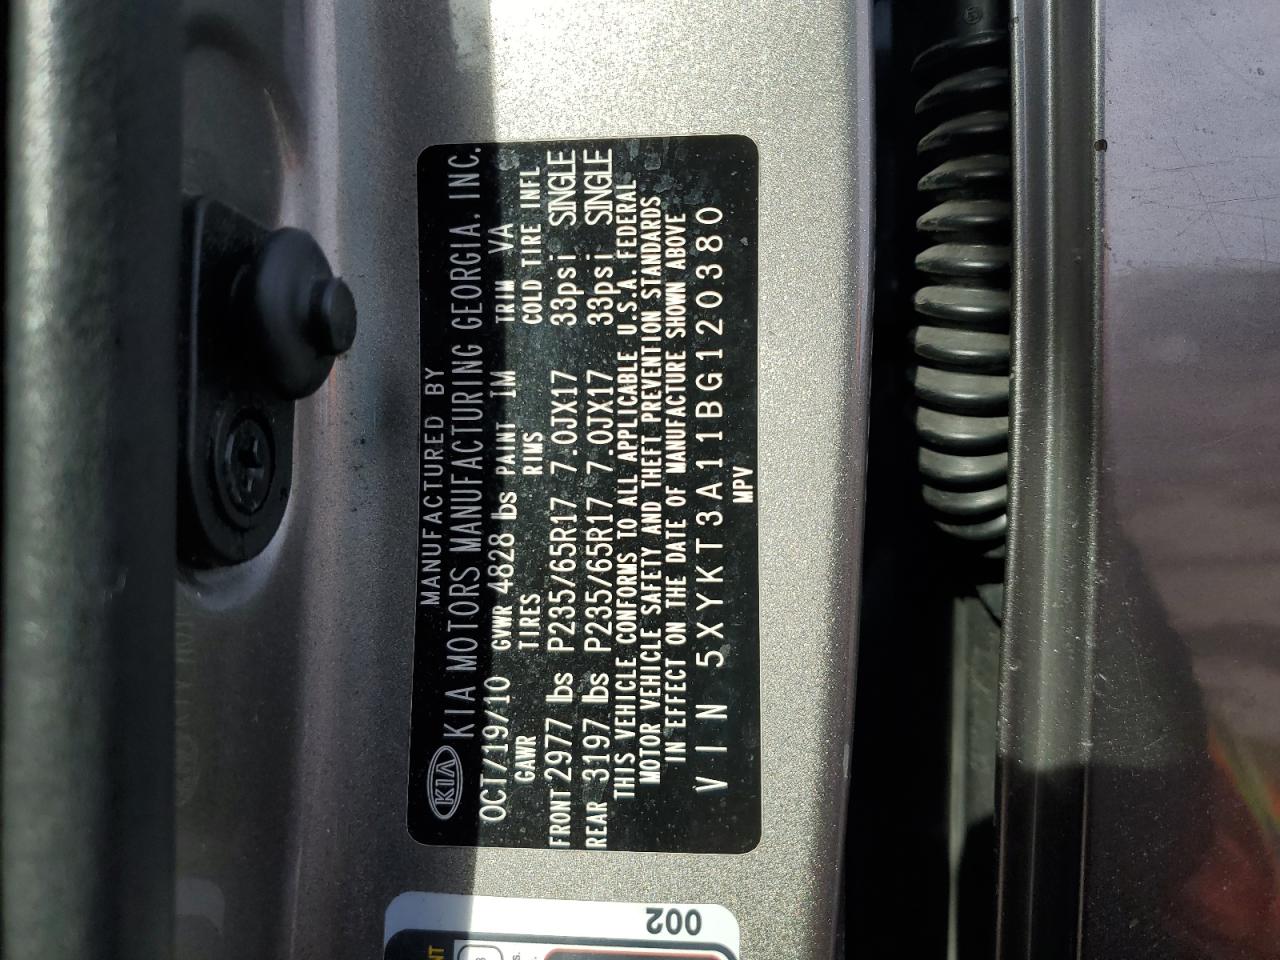 MANUFACTURED BY
KIA KIA MOTORS MANUFACTURING GEORGIA, INC.
OCT/19/10 GVWR 4828 lbs PAINT IM TRIM VA
GAWR TIRES RIMS COLD TIRE INFL
FRONT 2977 lbs P235/65R17 7.0JX17 33psi SINGLE
REAR 3197 lbs P235/65R17 7.0JX17 33psi SINGLE
THIS VEHICLE CONFORMS TO ALL APPLICABLE U.S.A. FEDERAL
MOTOR VEHICLE SAFETY AND THEFT PREVENTION STANDARDS
IN EFFECT ON THE DATE OF MANUFACTURE SHOWN ABOVE
VIN 5XYKT3A11BG120380
MPV
002